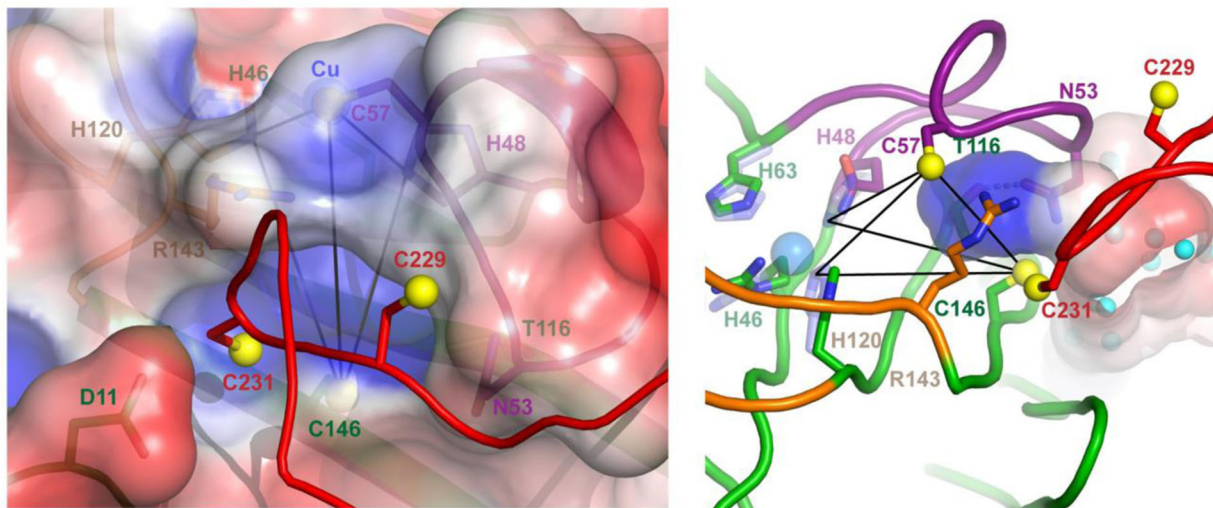 Cu
H46
C57
H120
H48
R143
C229
T116
C231
D11
N53
C146
C229
N53
H48
C57
T116
H63
H46
C146
C231
H120
R143